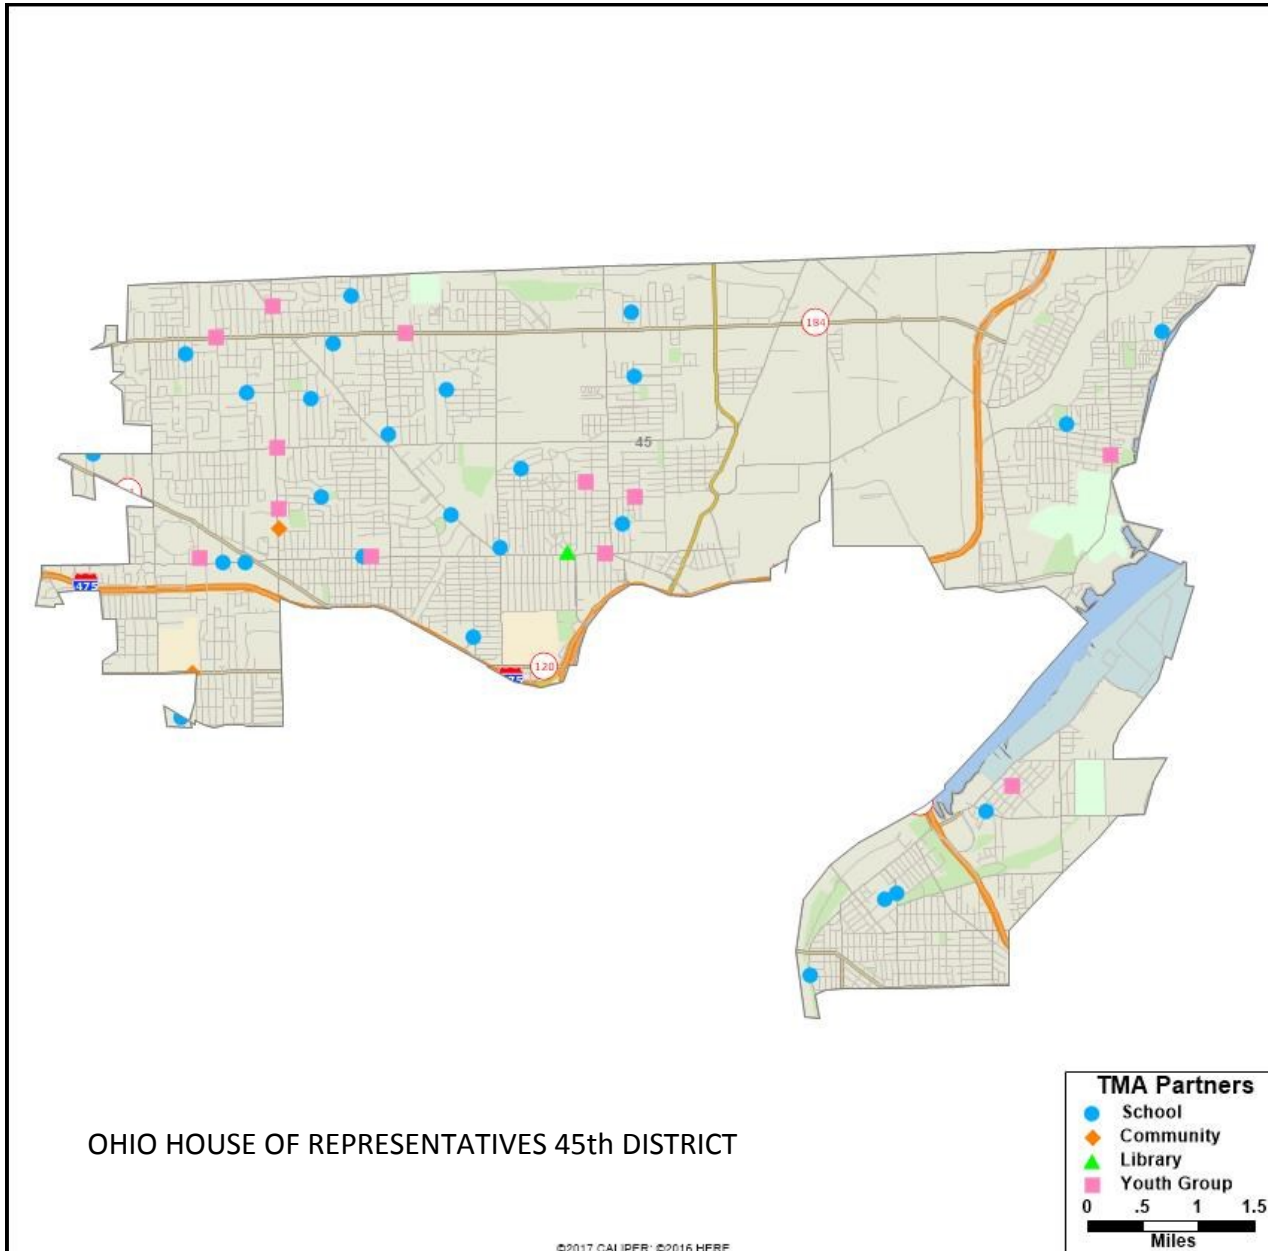 184
45
475
120
OHIO HOUSE OF REPRESENTATIVES 45th DISTRICT
TMA Partners
School
Community
Library
Youth Group
0 .5 1 1.5
Miles
©2017 CALIPER; ©2016 HERE